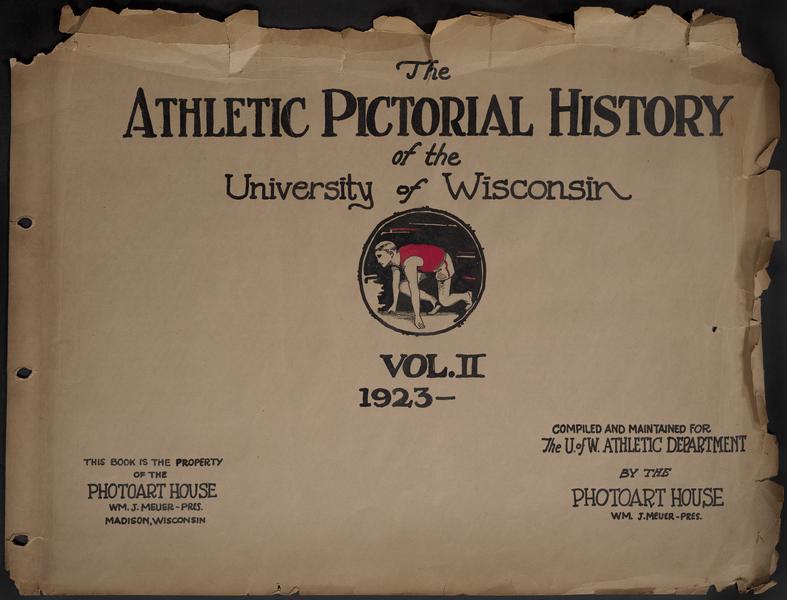 The
ATHLETIC PICTORIAL HISTORY
of the
University of Wisconsin
VOL. II
1923–
THIS BOOK IS THE PROPERTY
OF THE
PHOTOART HOUSE
WM. J. MEUER - PRES.
MADISON, WISCONSIN
COMPILED AND MAINTAINED FOR
The U. of W. ATHLETIC DEPARTMENT
BY THE
PHOTOART HOUSE
WM. J. MEUER - PRES.